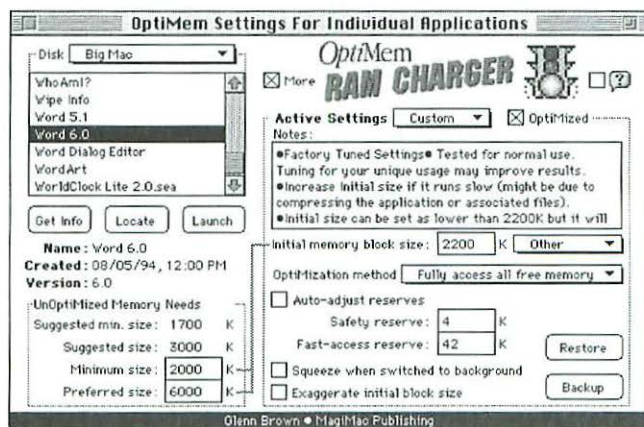 OptiMem Settings For Individual Applications
Disk Big Mac
WhoAmI?
Wipe Info
Word 5.1
Word 6.0
Word Dialog Editor
WordArt
WorldClock Lite 2.0.sea
Get Info Locate Launch
Name: Word 6.0
Created: 08/05/94, 12:00 PM
Version: 6.0
UnOptiMized Memory Needs
Suggested min. size: 1700 K
Suggested size: 3000 K
Minimum size: 2000 K
Preferred size: 6000 K
More
OptiMem
RAM CHARGER
?
Active Settings Custom OptiMized
Notes:
•Factory Tuned Settings• Tested for normal use.
Tuning for your unique usage may improve results.
•Increase Initial size if it runs slow (might be due to
compressing the application or associated files).
•Initial size can be set as lower than 2200K but it will
Initial memory block size: 2200 K Other
OptiMization method Fully access all free memory
Auto-adjust reserves
Safety reserve: 4 K
Fast-access reserve: 42 K
Squeeze when switched to background
Exaggerate initial block size
Restore
Backup
Glenn Brown • MagiMac Publishing